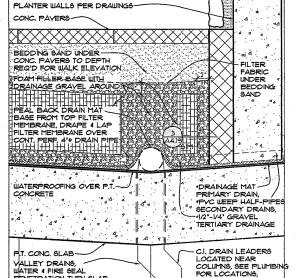 PLANTER WALLS PER DRAWINGS
CONC. PAVERS
BEDDING SAND UNDER
CONC. PAVERS TO DEPTH
REQ'D FOR WALK ELEVATION
FOAM FILLER-BASE WITH
DRAINAGE GRAVEL AROUND
PEAL BACK DRAIN MAT
BASE FROM TOP FILTER
MEMBRANE, DRAPE & LAP
FILTER MEMBRANE OVER
CONT. PERF. 4"ø DRAIN PIPE
FILTER
FABRIC
UNDER
BEDDING
SAND
WATERPROOFING OVER P.T.
CONCRETE
•DRAINAGE MAT
PRIMARY DRAIN,
•PVC WEEP HALF-PIPES
SECONDARY DRAINS,
•1/2"-1/4" GRAVEL
TERTIARY DRAINAGE
P.T. CONC. SLAB
VALLEY DRAINS,
WATER & FIRE SEAL
PENETRATION THRU SLAB
C.I. DRAIN LEADERS
LOCATED NEAR
COLUMNS, SEE PLUMBING
FOR LOCATIONS,